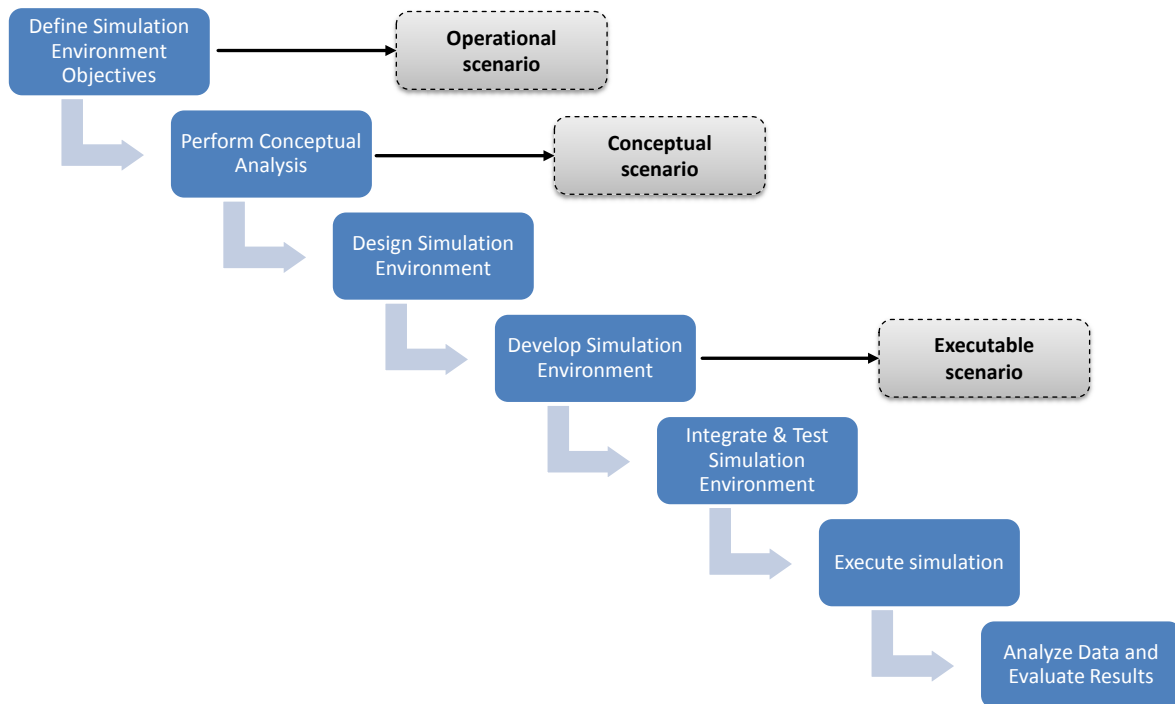 Define Simulation
Environment
Objectives
Operational
scenario
Perform Conceptual
Analysis
Conceptual
scenario
Design Simulation
Environment
Develop Simulation
Environment
Executable
scenario
Integrate & Test
Simulation
Environment
Execute simulation
Analyze Data and
Evaluate Results